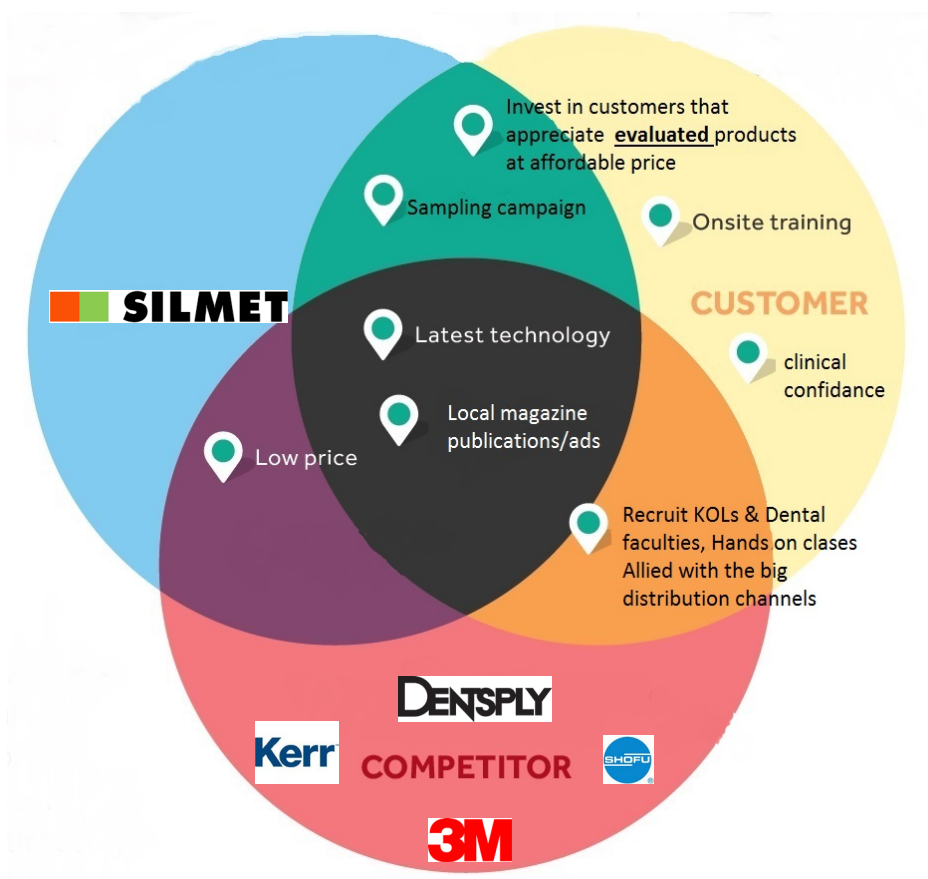 Invest in customers that
appreciate evaluated products
at affordable price
Sampling campaign
Onsite training
SILMET
CUSTOMER
Latest technology
clinical
confidance
Local magazine
publications/ads
Low price
Recruit KOLs & Dental
faculties, Hands on clases
Allied with the big
distribution channels
DENTSPLY
Kerr
COMPETITOR
SHOFU
3M